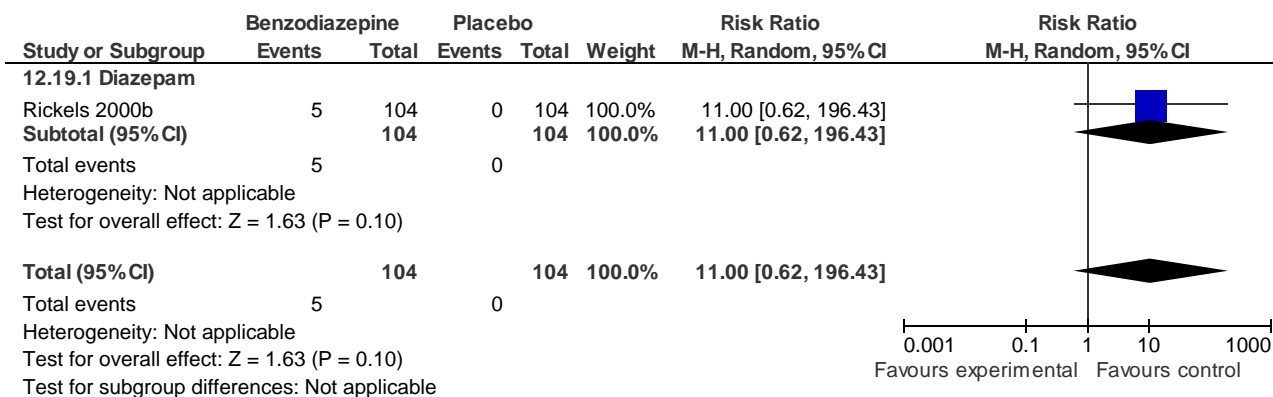 Benzodiazepine Placebo Risk Ratio Risk Ratio
Study or Subgroup Events Total Events Total Weight M-H, Random, 95% CI M-H, Random, 95% CI
12.19.1 Diazepam
Rickels 2000b 5 104 0 104 100.0% 11.00 [0.62, 196.43]
Subtotal (95% CI) 104 104 100.0% 11.00 [0.62, 196.43]
Total events 5 0
Heterogeneity: Not applicable
Test for overall effect: Z = 1.63 (P = 0.10)
Total (95% CI) 104 104 100.0% 11.00 [0.62, 196.43]
Total events 5 0
Heterogeneity: Not applicable
Test for overall effect: Z = 1.63 (P = 0.10)
Test for subgroup differences: Not applicable
0.001 0.1 1 10 1000
Favours experimental Favours control